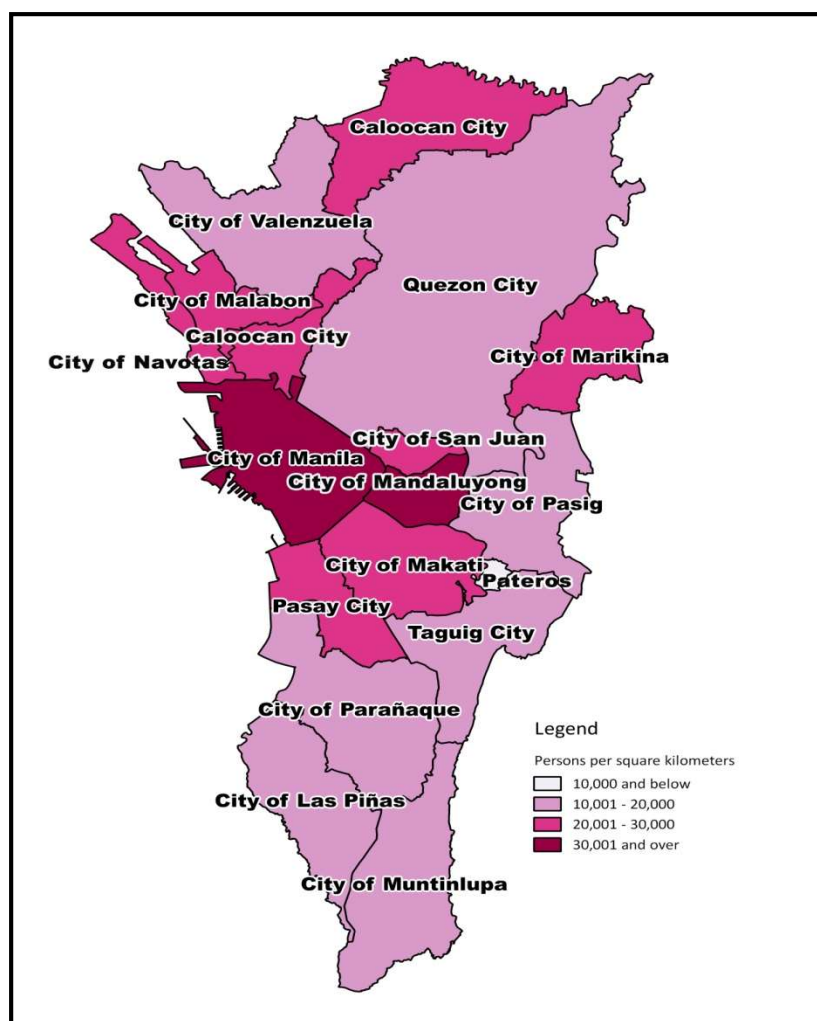 Caloocan City
City of Valenzuela
Quezon City
City of Malabon
Caloocan City
City of Marikina
City of Navotas
City of San Juan
City of Manila
City of Mandaluyong
City of Pasig
City of Makati
Pateros
Pasay City
Taguig City
City of Parañaque
Legend
Persons per square kilometers
10,000 and below
10,001 - 20,000
20,001 - 30,000
30,001 and over
City of Las Piñas
City of Muntinlupa